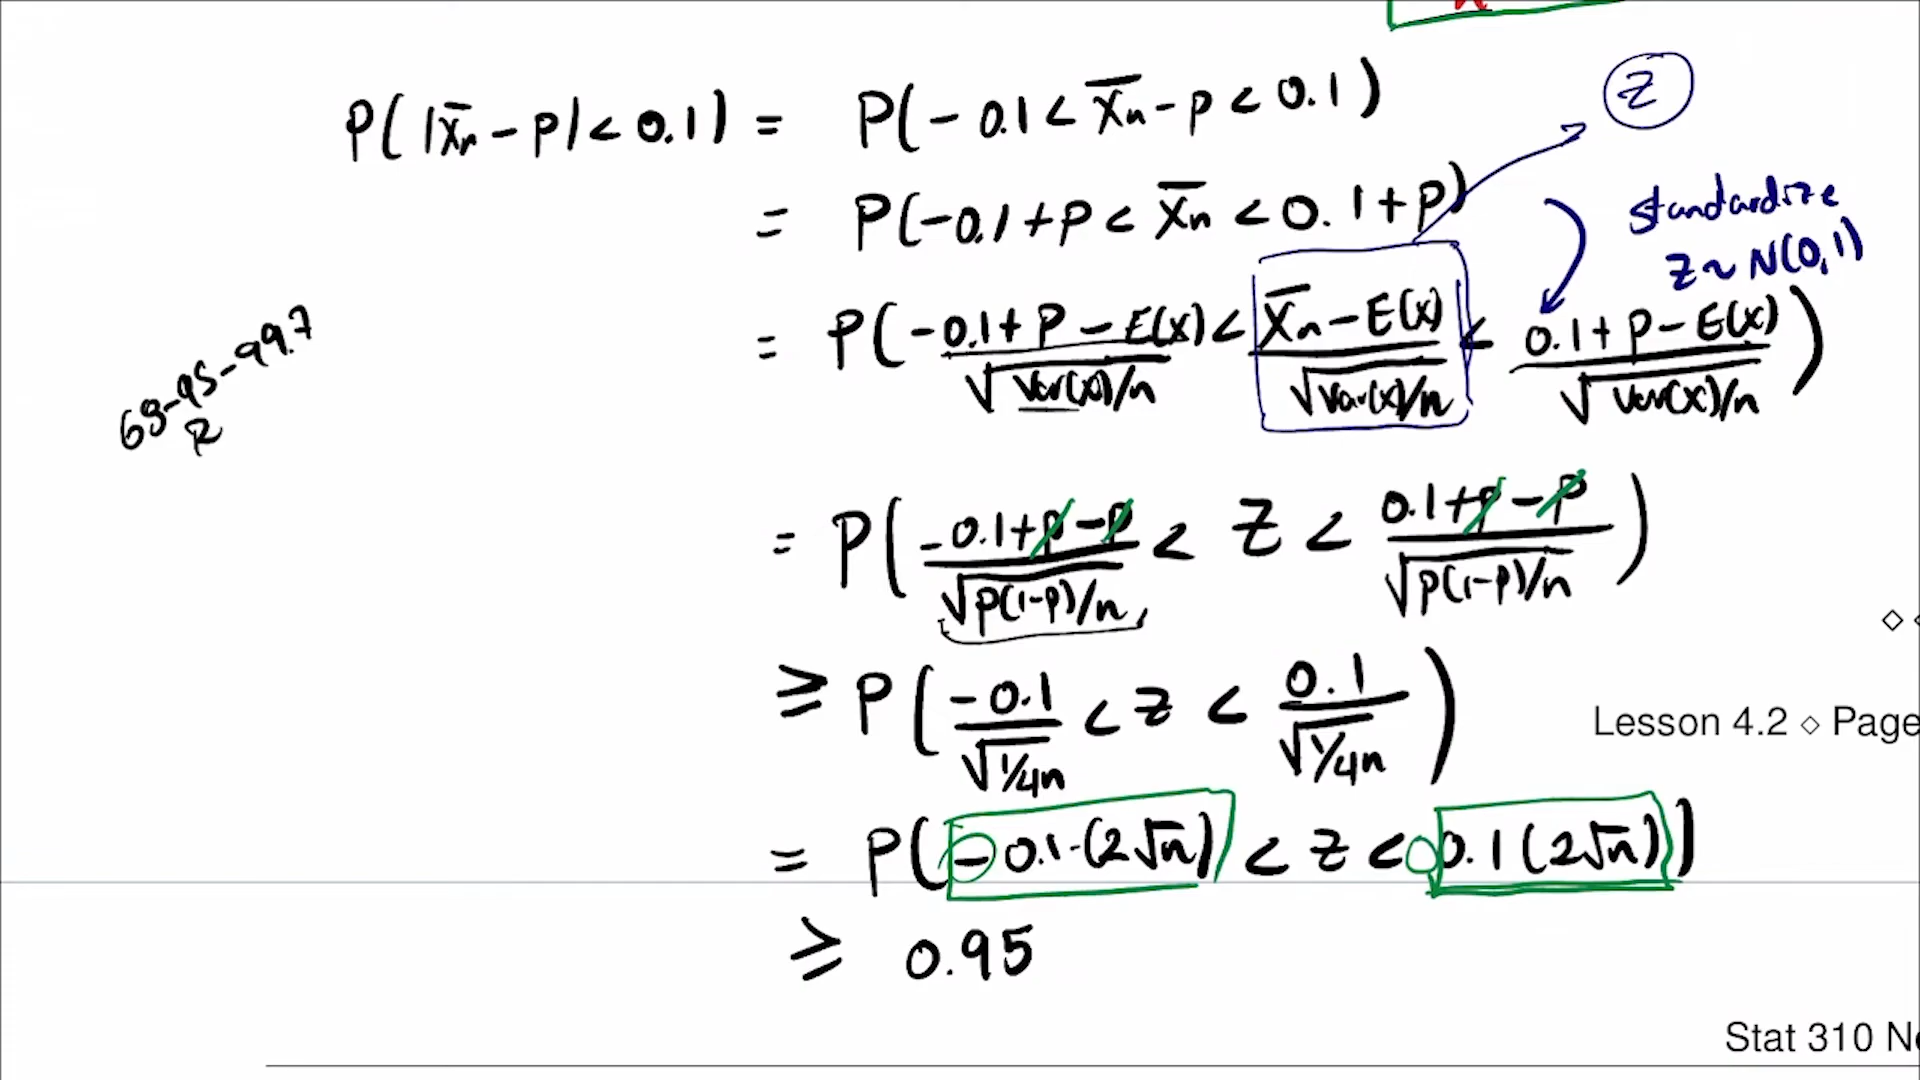 P(|X̄n - p| < 0.1) = P(-0.1 < X̄n - p < 0.1)
Z
= P(-0.1 + p < X̄n < 0.1 + p)
standardize
Z ~ N(0,1)
= P( (-0.1 + p - E(X))/√(Var(X)/n) < (X̄n - E(X))/√(Var(X)/n) < (0.1 + p - E(X))/√(Var(X)/n) )
68-95-99.7
R
= P( (-0.1 + p - p)/√(p(1-p)/n) < Z < (0.1 + p - p)/√(p(1-p)/n) )
≥ P( -0.1/√(1/4n) < Z < 0.1/√(1/4n) )
Lesson 4.2 ⋄ Page
= P(-0.1·(2√n) < Z < 0.1(2√n))
≥ 0.95
Stat 310